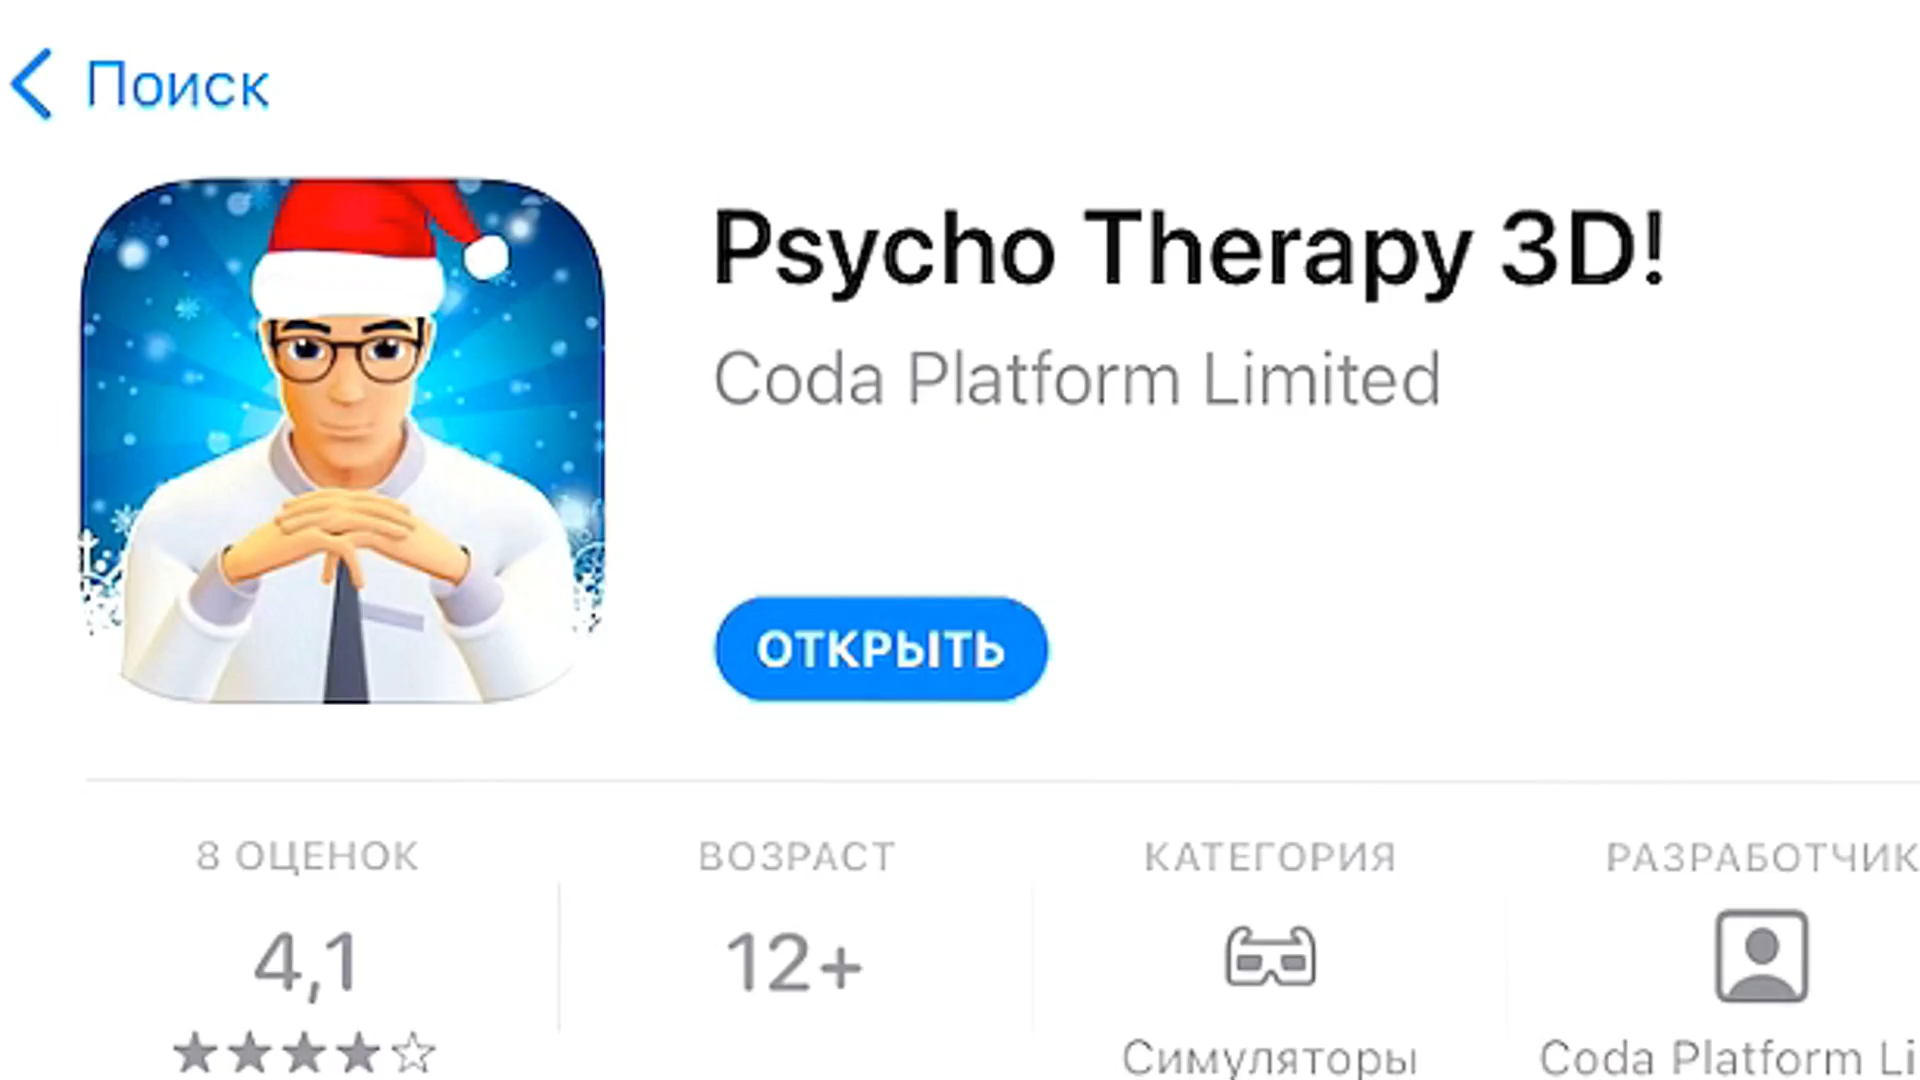 Поиск
Psycho Therapy 3D!
Coda Platform Limited
ОТКРЫТЬ
8 ОЦЕНОК
ВОЗРАСТ
КАТЕГОРИЯ
РАЗРАБОТЧИК
4,1
12+
Симуляторы
Coda Platform Li